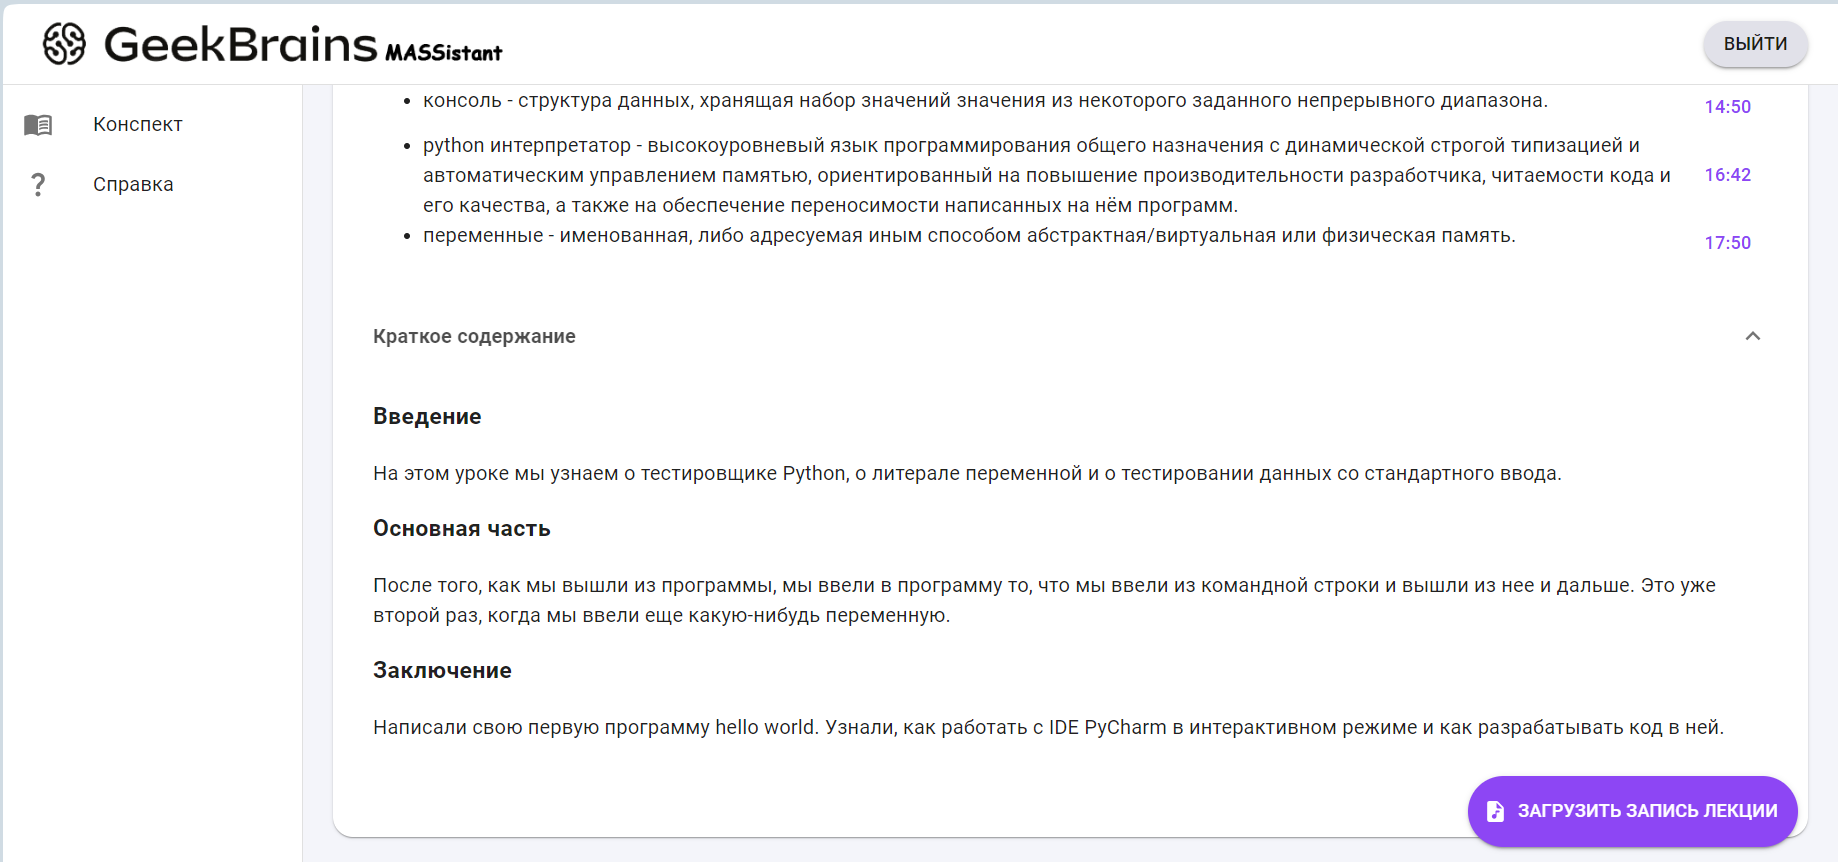 GeekBrains MASSistant
ВЫЙТИ
Конспект
Справка
консоль - структура данных, хранящая набор значений значения из некоторого заданного непрерывного диапазона.
14:50
python интерпретатор - высокоуровневый язык программирования общего назначения с динамической строгой типизацией и
автоматическим управлением памятью, ориентированный на повышение производительности разработчика, читаемости кода и
его качества, а также на обеспечение переносимости написанных на нём программ.
16:42
переменные - именованная, либо адресуемая иным способом абстрактная/виртуальная или физическая память.
17:50
Краткое содержание
Введение
На этом уроке мы узнаем о тестировщике Python, о литерале переменной и о тестировании данных со стандартного ввода.
Основная часть
После того, как мы вышли из программы, мы ввели в программу то, что мы ввели из командной строки и вышли из нее и дальше. Это уже
второй раз, когда мы ввели еще какую-нибудь переменную.
Заключение
Написали свою первую программу hello world. Узнали, как работать с IDE PyCharm в интерактивном режиме и как разрабатывать код в ней.
ЗАГРУЗИТЬ ЗАПИСЬ ЛЕКЦИИ